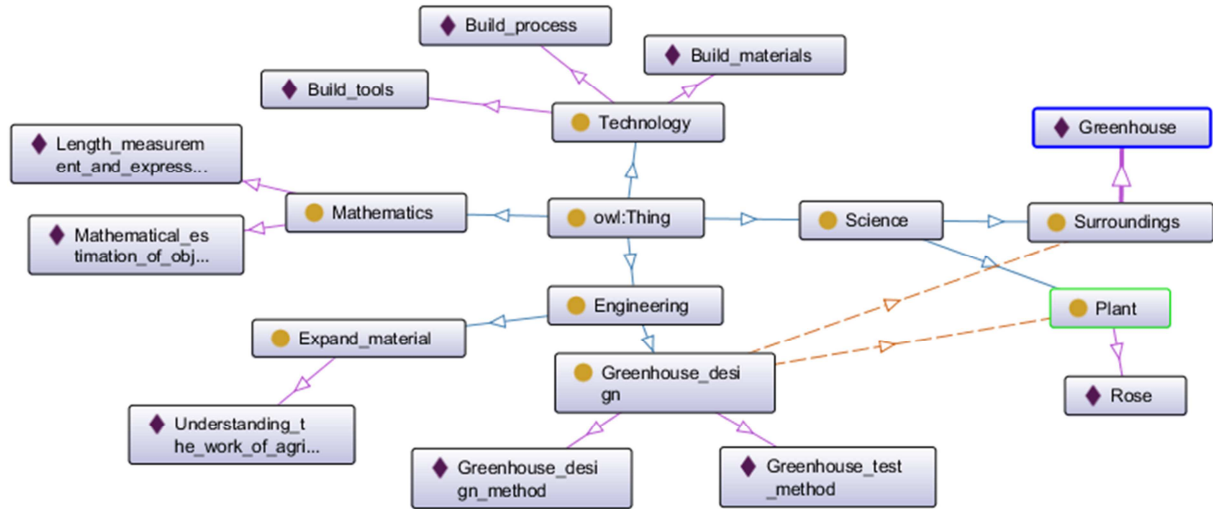 Build_process
Build_materials
Build_tools
Technology
Greenhouse
Length_measurem
ent_and_express...
Mathematics
owl:Thing
Science
Surroundings
Mathematical_es
timation_of_obj...
Engineering
Plant
Expand_material
Greenhouse_desi
gn
Rose
Understanding_t
he_work_of_agri...
Greenhouse_desi
gn_method
Greenhouse_test
_method